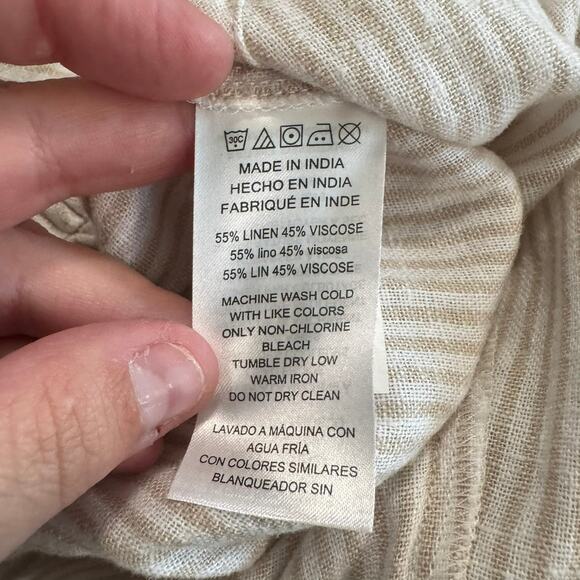 30C
MADE IN INDIA
HECHO EN INDIA
FABRIQUÉ EN INDE
55% LINEN 45% VISCOSE
55% lino 45% viscosa
55% LIN 45% VISCOSE
MACHINE WASH COLD
WITH LIKE COLORS
ONLY NON-CHLORINE
BLEACH
TUMBLE DRY LOW
WARM IRON
DO NOT DRY CLEAN
LAVADO A MÁQUINA CON
AGUA FRÍA
CON COLORES SIMILARES
BLANQUEADOR SIN